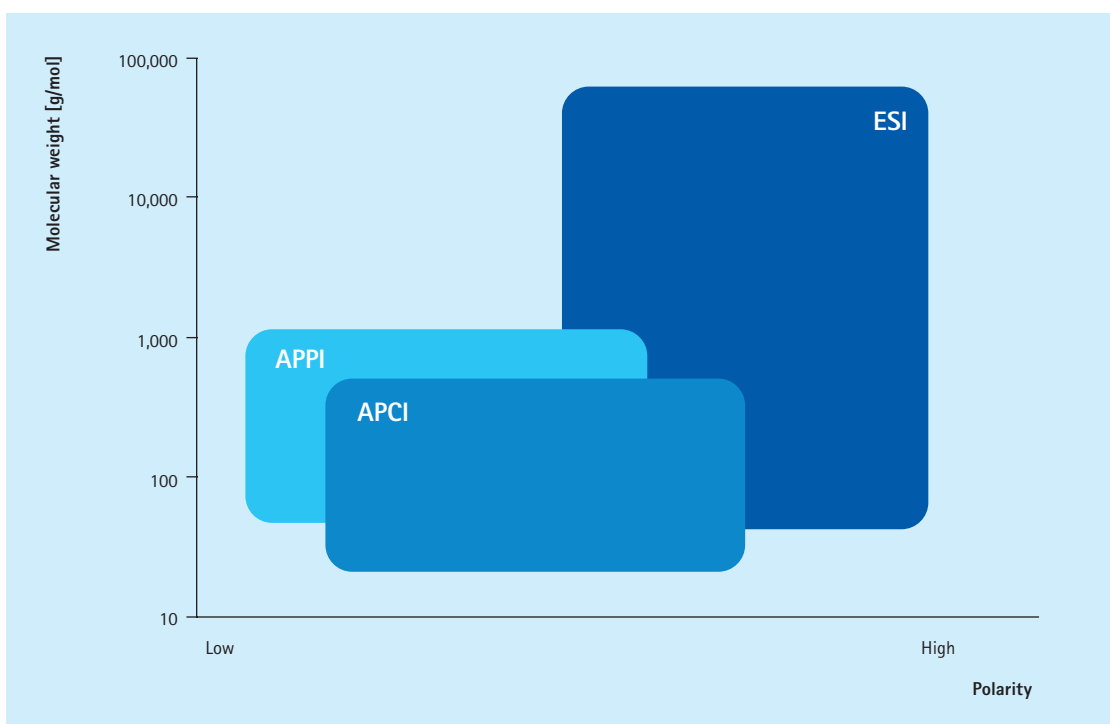 Molecular weight [g/mol]
100,000
10,000
1,000
100
10
ESI
APPI
APCI
Low
High
Polarity